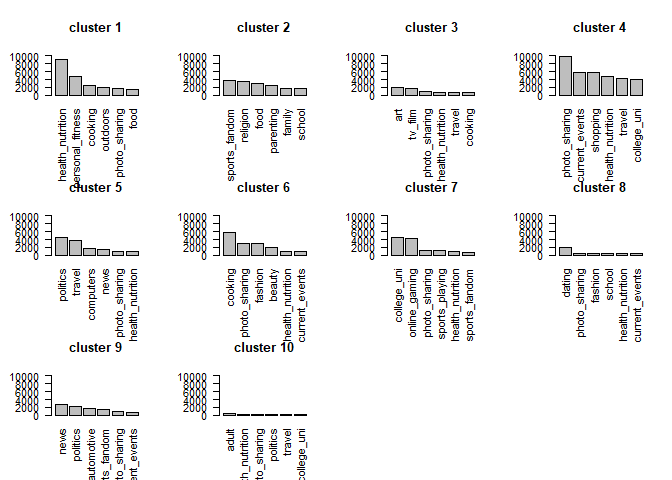 cluster 1
10000
8000
6000
4000
2000
0
health_nutrition
personal_fitness
cooking
outdoors
photo_sharing
food
cluster 2
10000
8000
6000
4000
2000
0
sports_fandom
religion
food
parenting
family
school
cluster 3
10000
8000
6000
4000
2000
0
art
tv_film
photo_sharing
health_nutrition
travel
cooking
cluster 4
10000
8000
6000
4000
2000
0
photo_sharing
current_events
shopping
health_nutrition
travel
college_uni
cluster 5
10000
8000
6000
4000
2000
0
politics
travel
computers
news
photo_sharing
health_nutrition
cluster 6
10000
8000
6000
4000
2000
0
cooking
photo_sharing
fashion
beauty
health_nutrition
current_events
cluster 7
10000
8000
6000
4000
2000
0
college_uni
online_gaming
photo_sharing
sports_playing
health_nutrition
sports_fandom
cluster 8
10000
8000
6000
4000
2000
0
dating
photo_sharing
fashion
school
health_nutrition
current_events
cluster 9
10000
8000
6000
4000
2000
0
news
politics
automotive
ts_fandom
to_sharing
ent_events
cluster 10
10000
8000
6000
4000
2000
0
adult
th_nutrition
to_sharing
politics
travel
college_uni